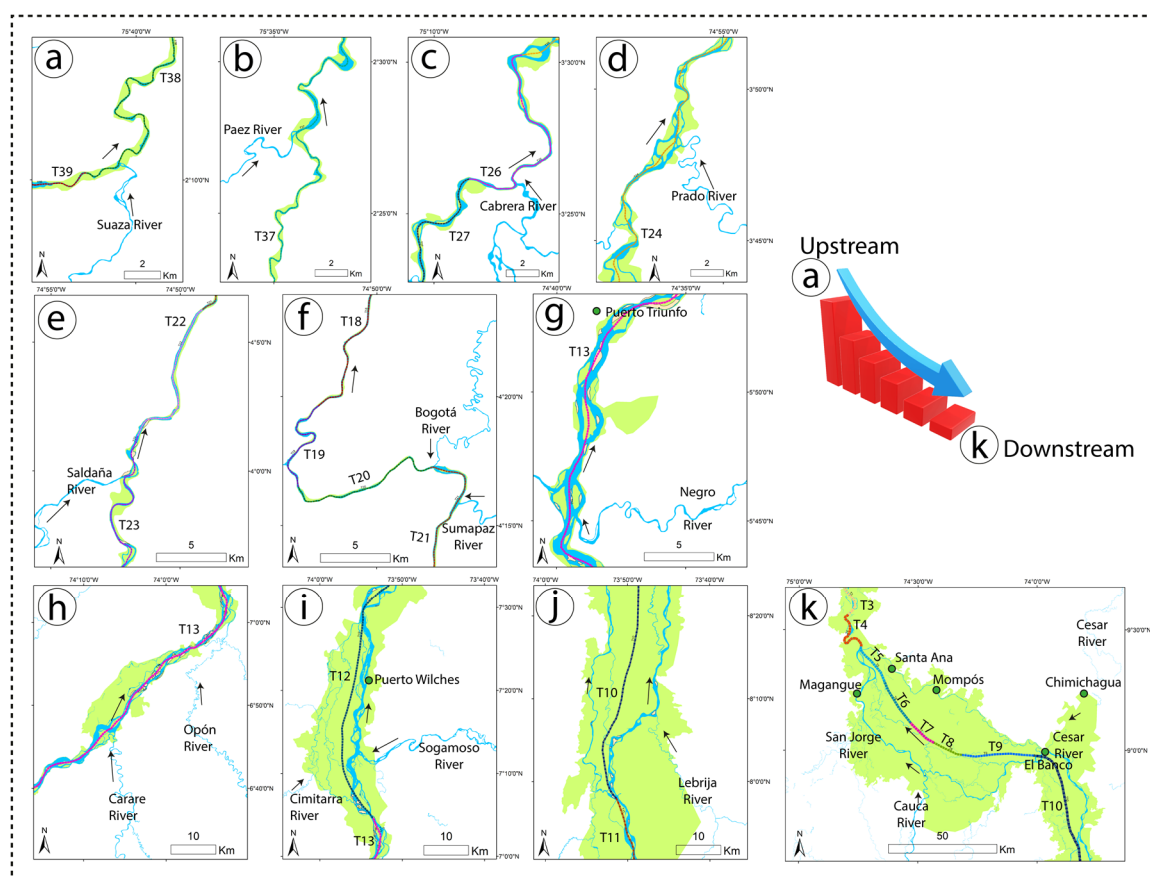 a
75°40'0"W
T38
T39
2°10'0"N
Suaza River
N
2
Km
b
75°35'0"W
2°30'0"N
Paez River
2°25'0"N
T37
N
2
Km
c
75°10'0"W
3°30'0"N
T26
Cabrera River
3°25'0"N
T27
N
2
Km
d
74°55'0"W
3°50'0"N
Prado River
T24
3°45'0"N
N
2
Km
Upstream
a
k
Downstream
e
74°55'0"W
74°50'0"W
T22
4°5'0"N
Saldaña
River
4°0'0"N
T23
N
5
Km
f
74°50'0"W
T18
4°20'0"N
Bogotá
River
T19
T20
T21
Sumapaz
River
4°15'0"N
N
5
Km
g
74°40'0"W
74°35'0"W
Puerto Triunfo
T13
5°50'0"N
Negro
River
5°45'0"N
N
5
Km
h
74°10'0"W
74°0'0"W
T13
7°0'0"N
6°50'0"N
Opón
River
6°40'0"N
Carare
River
N
10
Km
i
74°0'0"W
73°50'0"W
73°40'0"W
7°30'0"N
T12
Puerto Wilches
7°20'0"N
Sogamoso
River
7°10'0"N
Cimitarra
River
T13
7°0'0"N
N
10
Km
j
74°0'0"W
73°50'0"W
73°40'0"W
8°20'0"N
T10
8°10'0"N
Lebrija
River
8°0'0"N
T11
N
10
Km
k
75°0'0"W
74°30'0"W
74°0'0"W
T3
T4
Cesar
River
9°30'0"N
T5
Santa Ana
Mompós
Chimichagua
Magangue
T6
T7
T8
San Jorge
River
T9
Cesar
River
9°0'0"N
El Banco
Cauca
River
T10
N
50
Km